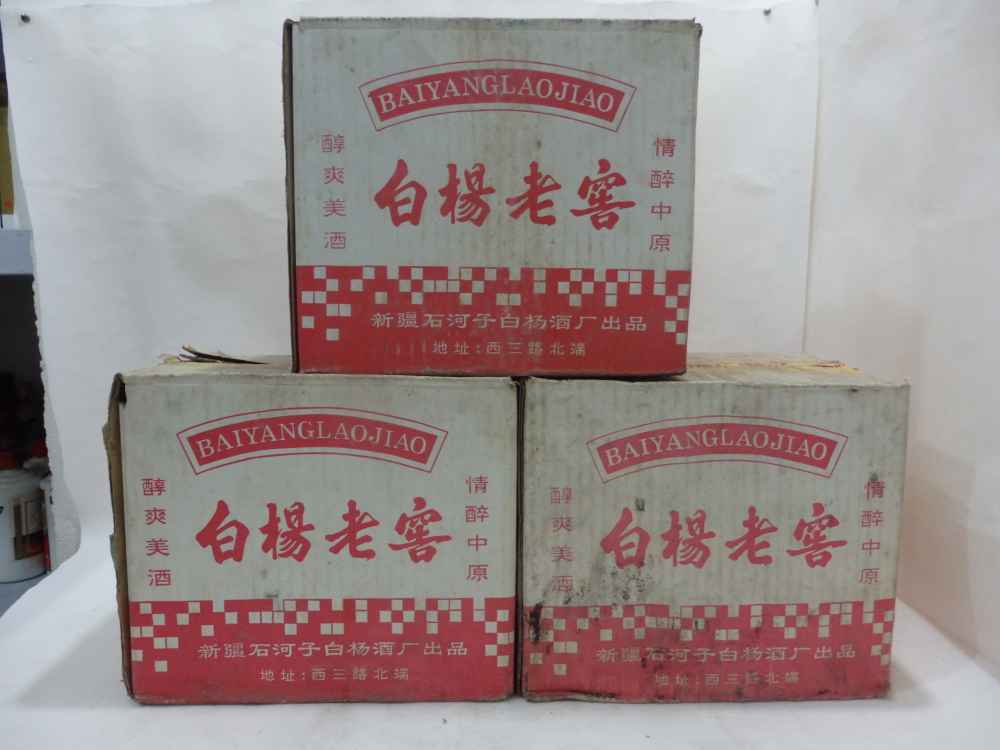 BAIYANGLAOJIAO
醇爽美酒
白楊老窖
情醉中原
新疆石河子白杨酒厂出品
地址:西三路北端
BAIYANGLAOJIAO
醇爽美酒
白楊老窖
情醉中原
新疆石河子白杨酒厂出品
地址:西三路北端
BAIYANGLAOJIAO
醇爽美酒
白楊老窖
情醉中原
新疆石河子白杨酒厂出品
地址:西三路北端